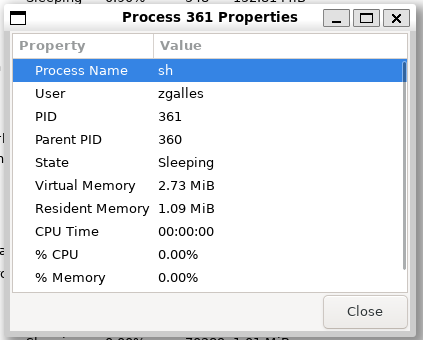 Process 361 Properties
Property Value
Process Name sh
User zgalles
PID 361
Parent PID 360
State Sleeping
Virtual Memory 2.73 MiB
Resident Memory 1.09 MiB
CPU Time 00:00:00
% CPU 0.00%
% Memory 0.00%
Close